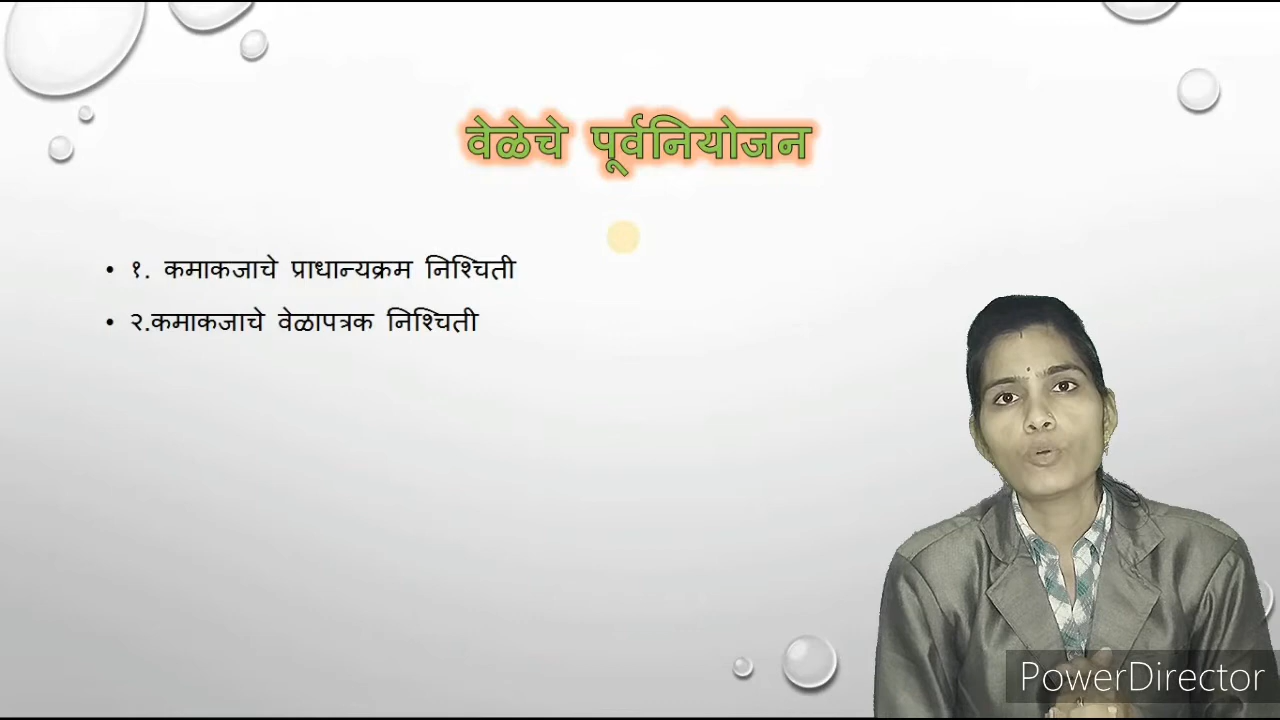 वेळेचे पूर्वनियोजन
• १. कमाकजाचे प्राधान्यक्रम निश्चिती
• २.कमाकजाचे वेळापत्रक निश्चिती
PowerDirector